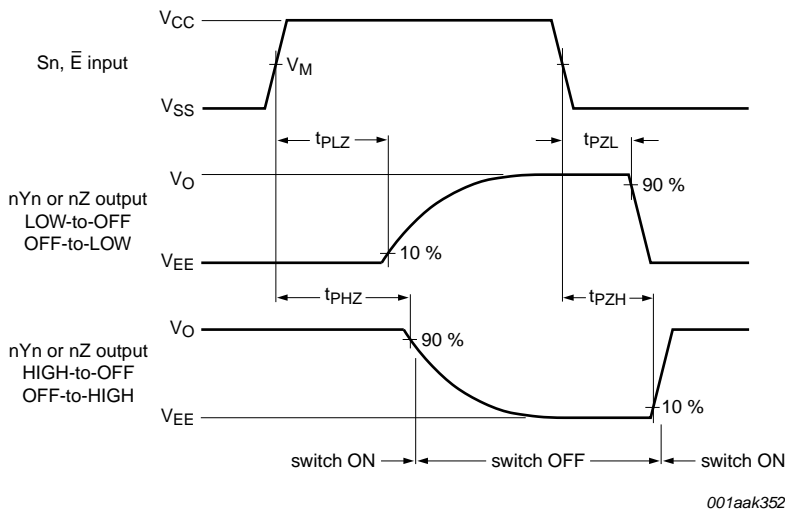 VCC
Sn, E̅ input
VM
VSS
tPLZ
tPZL
VO
nYn or nZ output
LOW-to-OFF
OFF-to-LOW
90 %
10 %
VEE
tPHZ
tPZH
VO
nYn or nZ output
HIGH-to-OFF
OFF-to-HIGH
90 %
10 %
VEE
switch ON
switch OFF
switch ON
001aak352